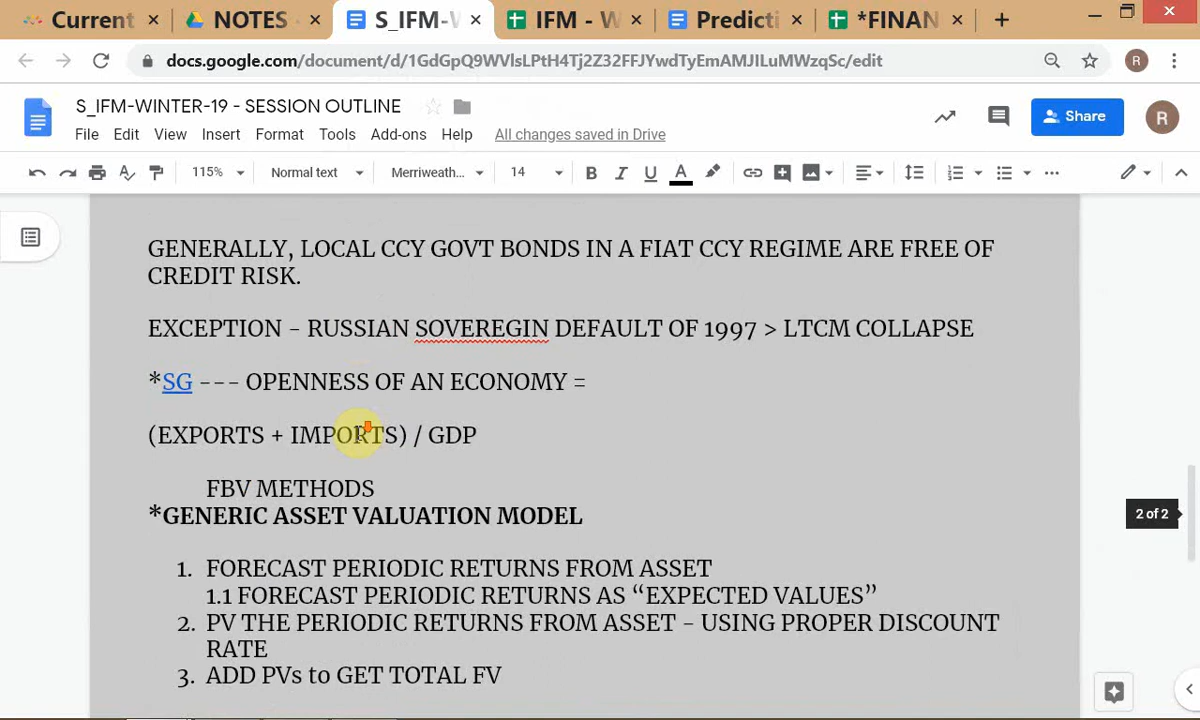 Current
NOTES
S_IFM-W
IFM - W
Predicti
*FINAN
docs.google.com/document/d/1GdGpQ9WVlsLPtH4Tj2Z32FFJYwdTyEmAMJILuMWzqSc/edit
R
S_IFM-WINTER-19 - SESSION OUTLINE
File Edit View Insert Format Tools Add-ons Help All changes saved in Drive
Share
R
115% Normal text Merriweath... 14 B I U A
GENERALLY, LOCAL CCY GOVT BONDS IN A FIAT CCY REGIME ARE FREE OF
CREDIT RISK.
EXCEPTION - RUSSIAN SOVEREGIN DEFAULT OF 1997 > LTCM COLLAPSE
*SG --- OPENNESS OF AN ECONOMY =
(EXPORTS + IMPORTS) / GDP
FBV METHODS
*GENERIC ASSET VALUATION MODEL
2 of 2
1. FORECAST PERIODIC RETURNS FROM ASSET
1.1 FORECAST PERIODIC RETURNS AS “EXPECTED VALUES”
2. PV THE PERIODIC RETURNS FROM ASSET - USING PROPER DISCOUNT
RATE
3. ADD PVs to GET TOTAL FV